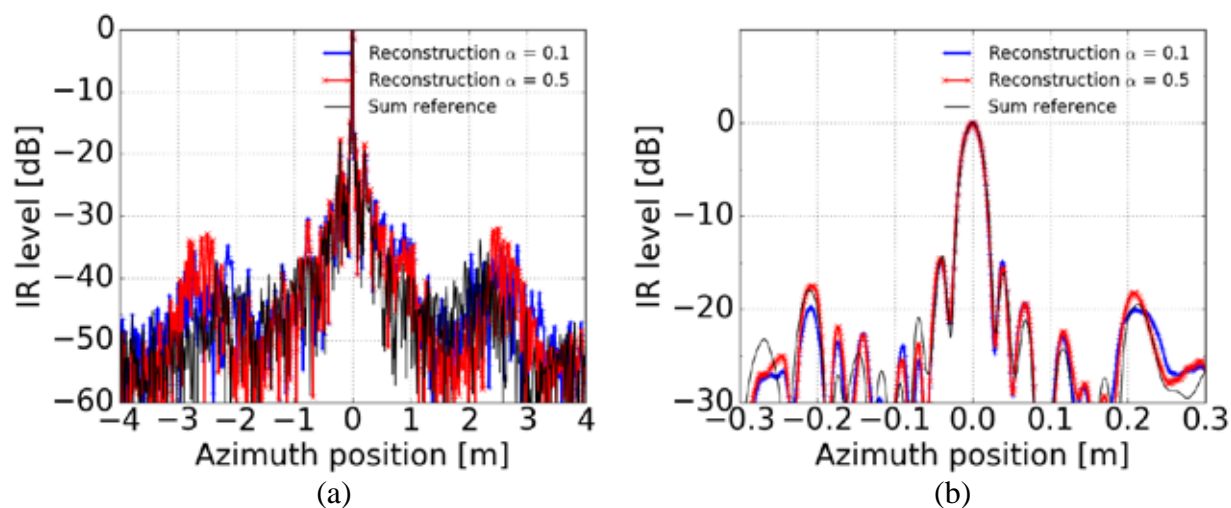 0
−10
−20
−30
−40
−50
−60
IR level [dB]
−4 −3 −2 −1 0 1 2 3 4
Azimuth position [m]
Reconstruction α = 0.1
Reconstruction α = 0.5
Sum reference
(a)
0
−10
−20
−30
IR level [dB]
−0.3 −0.2 −0.1 0.0 0.1 0.2 0.3
Azimuth position [m]
Reconstruction α = 0.1
Reconstruction α = 0.5
Sum reference
(b)